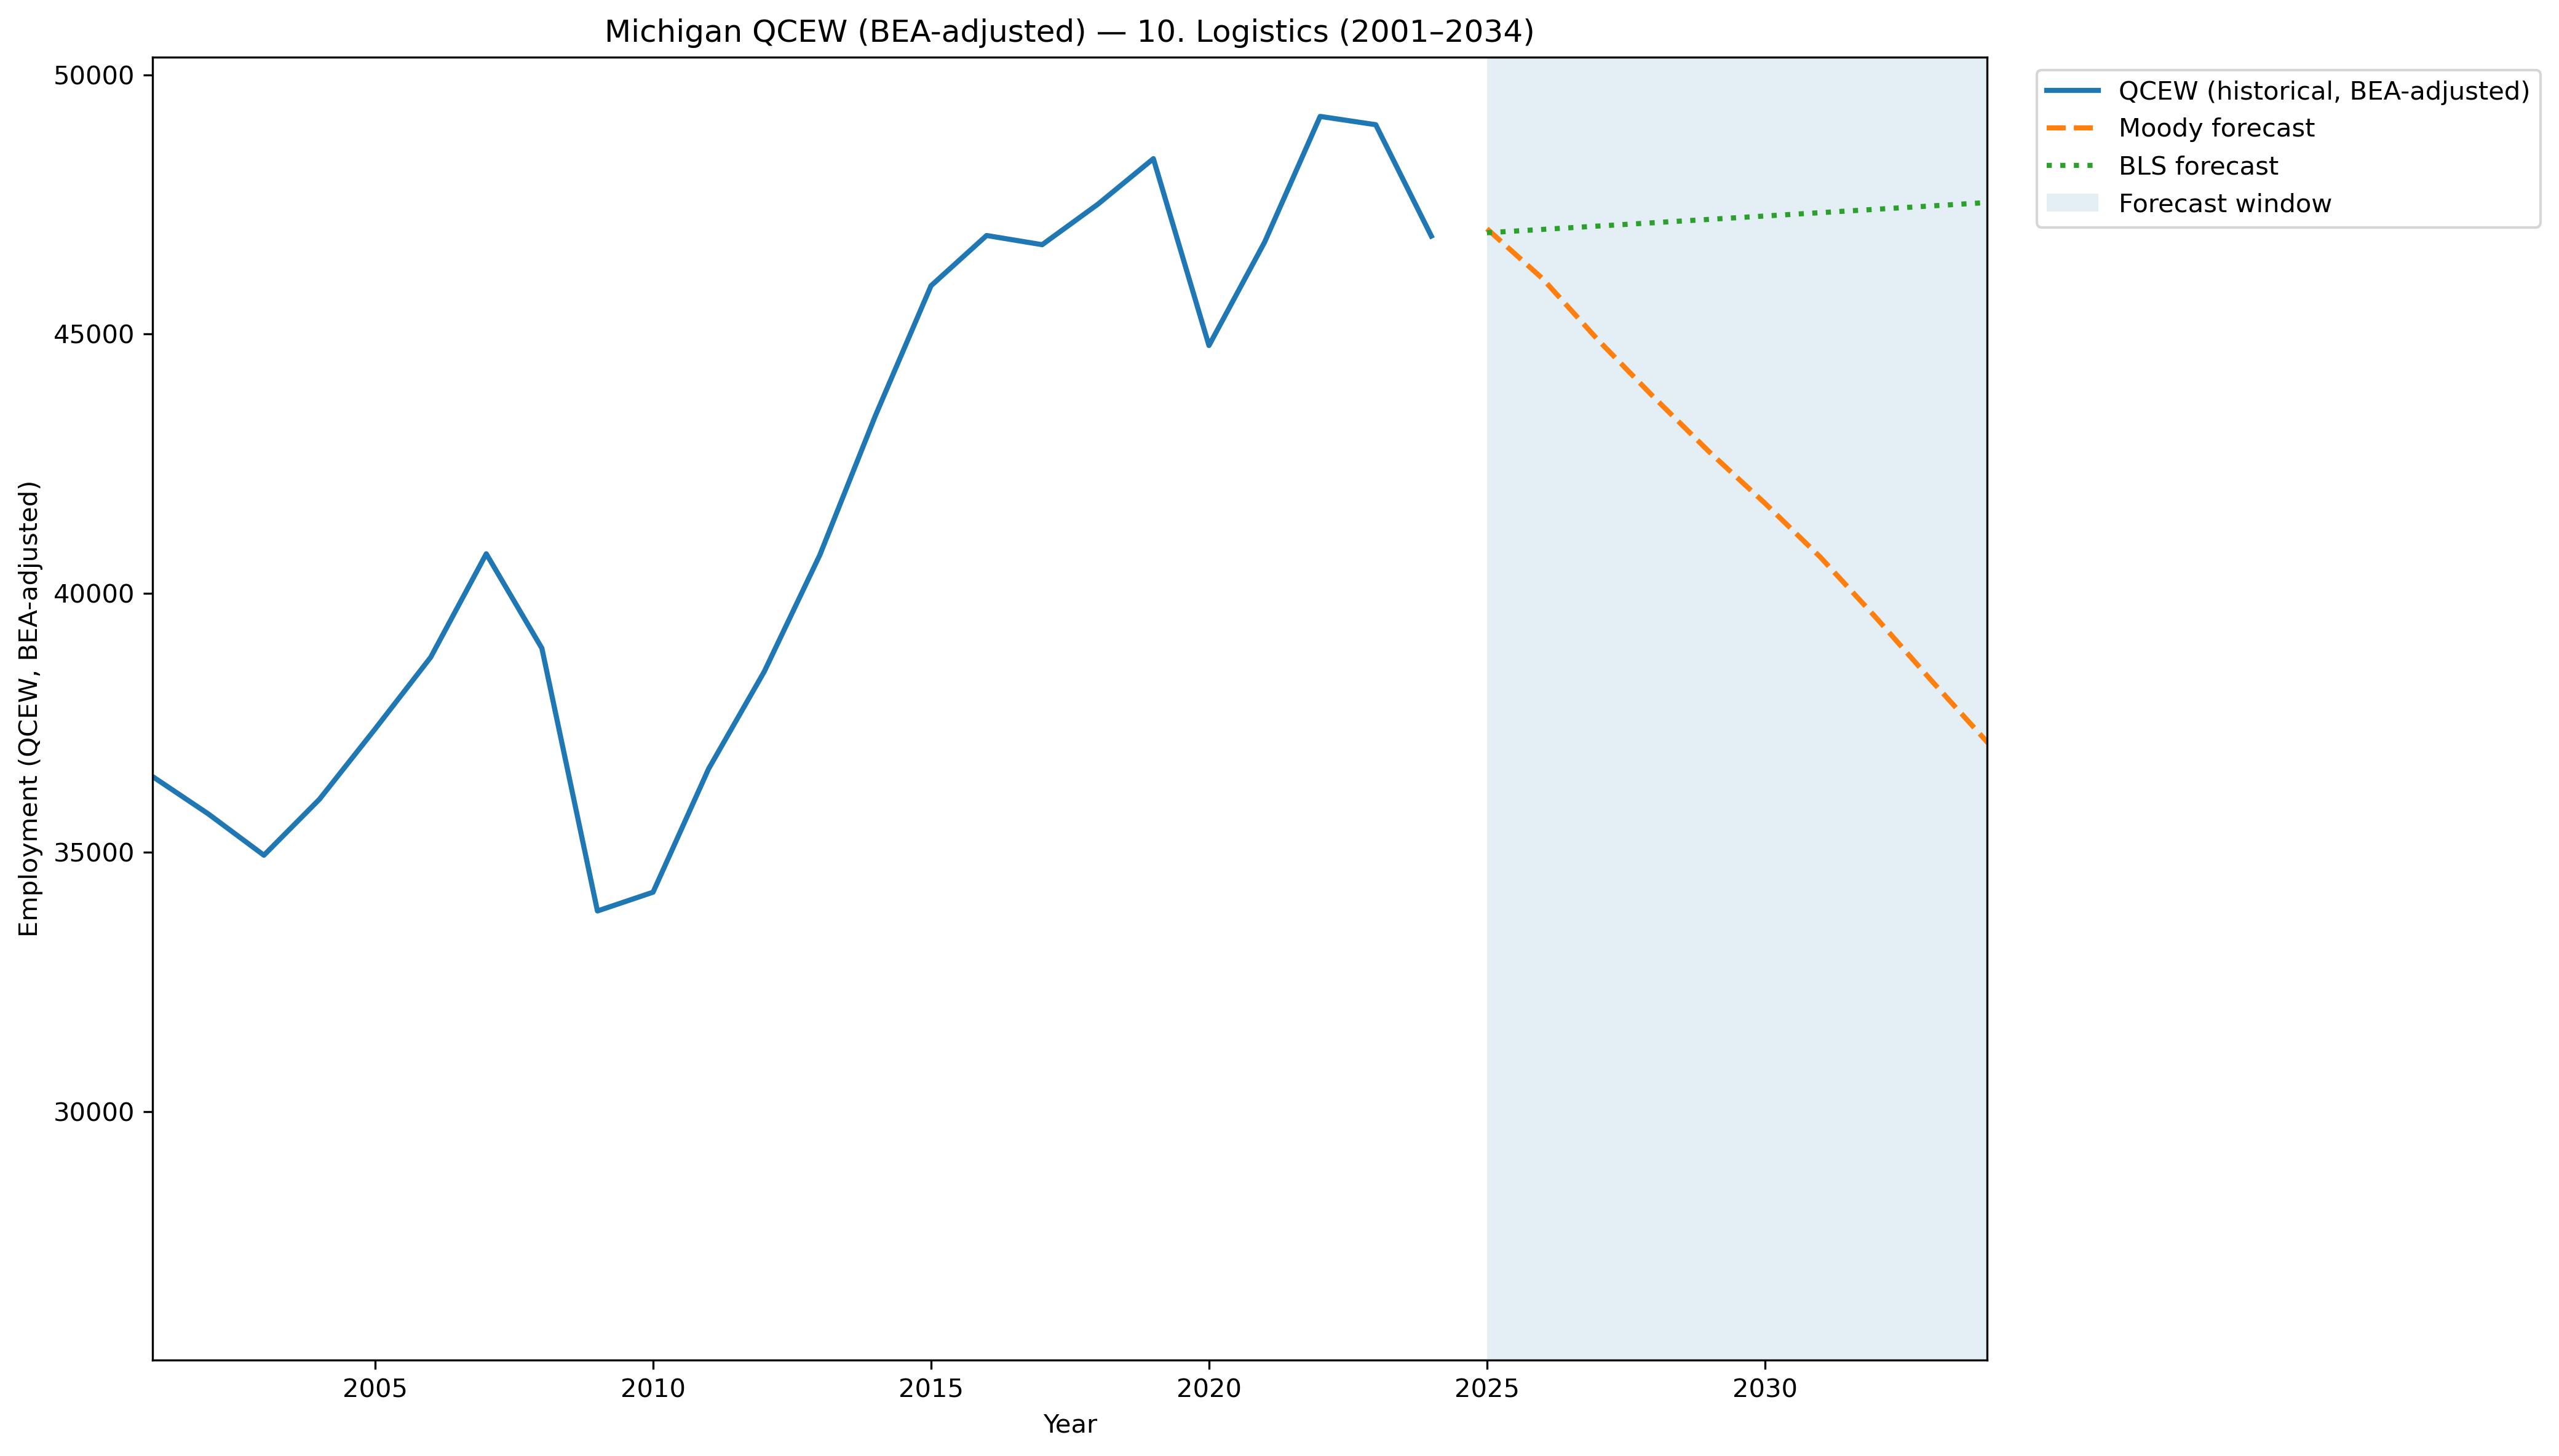 Michigan QCEW (BEA-adjusted) — 10. Logistics (2001–2034)
50000
45000
40000
35000
30000
Employment (QCEW, BEA-adjusted)
2005
2010
2015
2020
2025
2030
Year
QCEW (historical, BEA-adjusted)
Moody forecast
BLS forecast
Forecast window